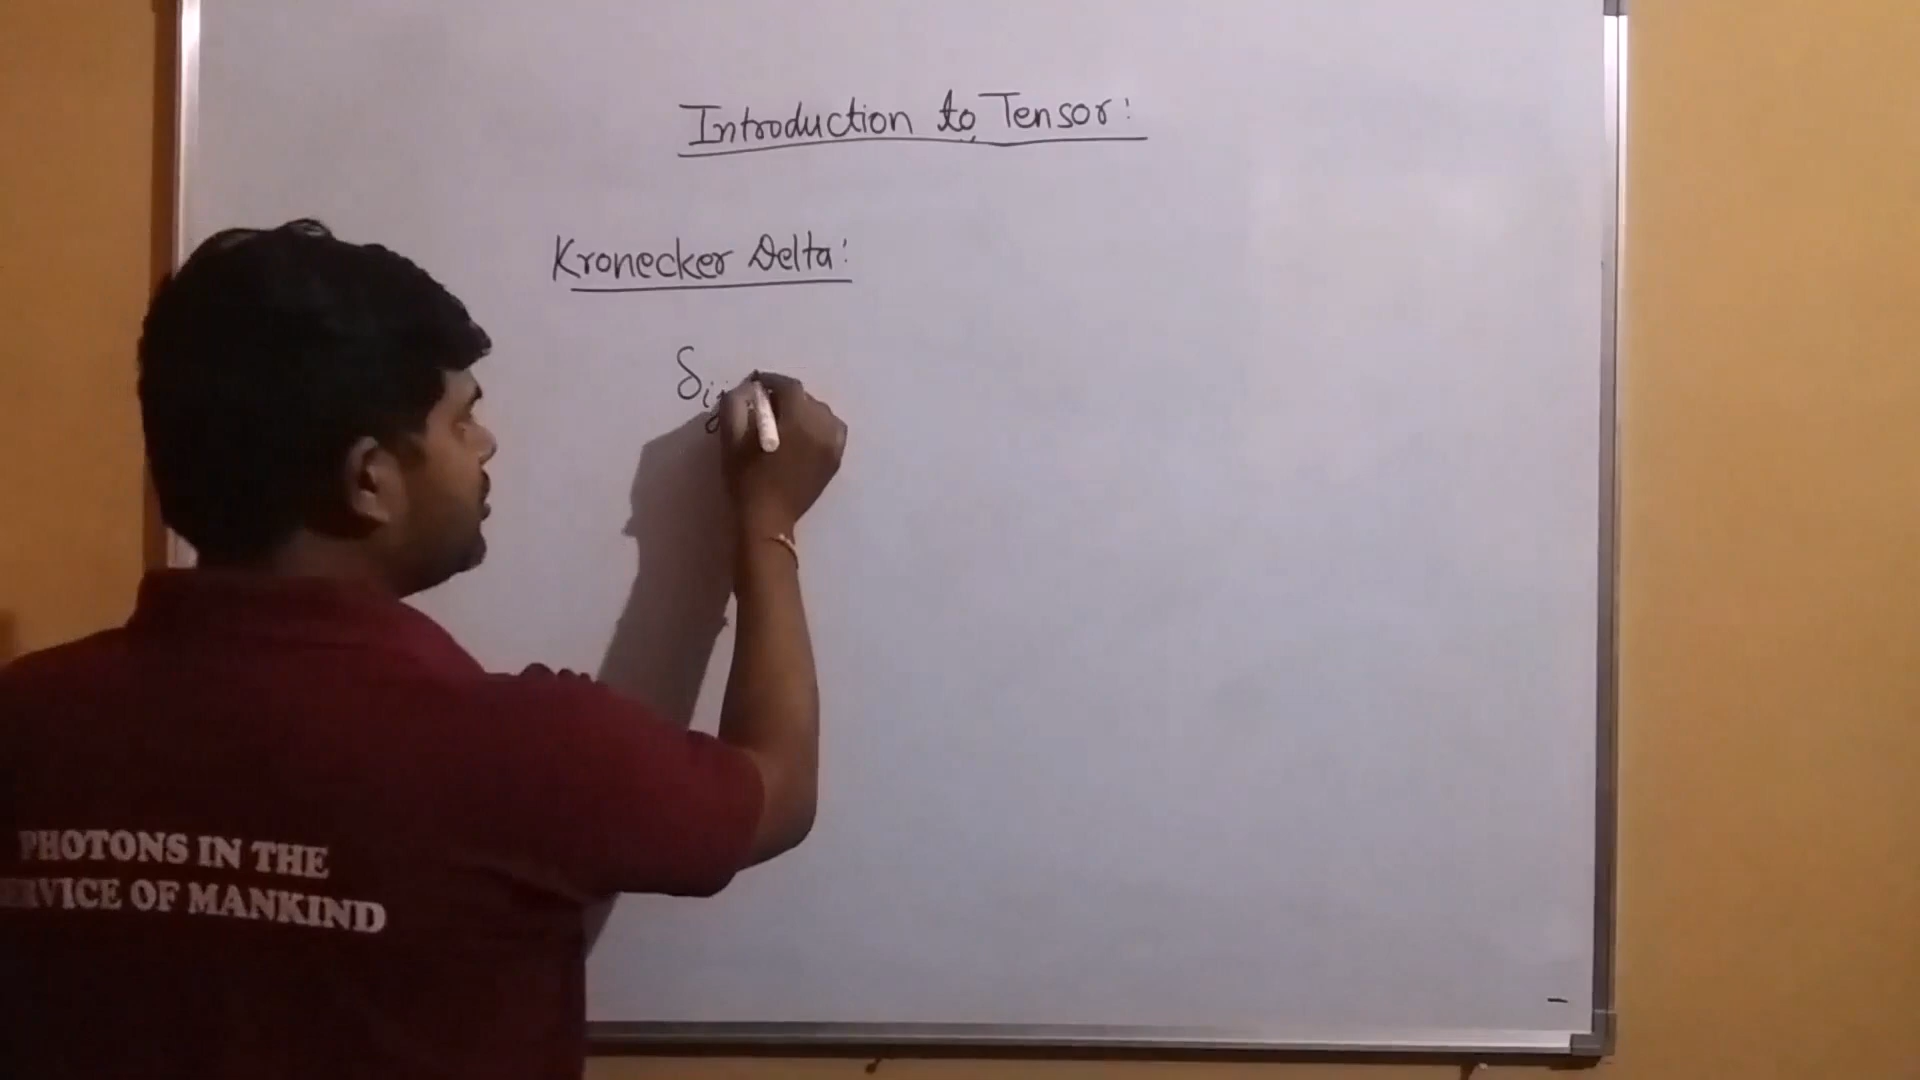 Introduction to Tensor:
Kronecker Delta:
δij
PHOTONS IN THE
SERVICE OF MANKIND